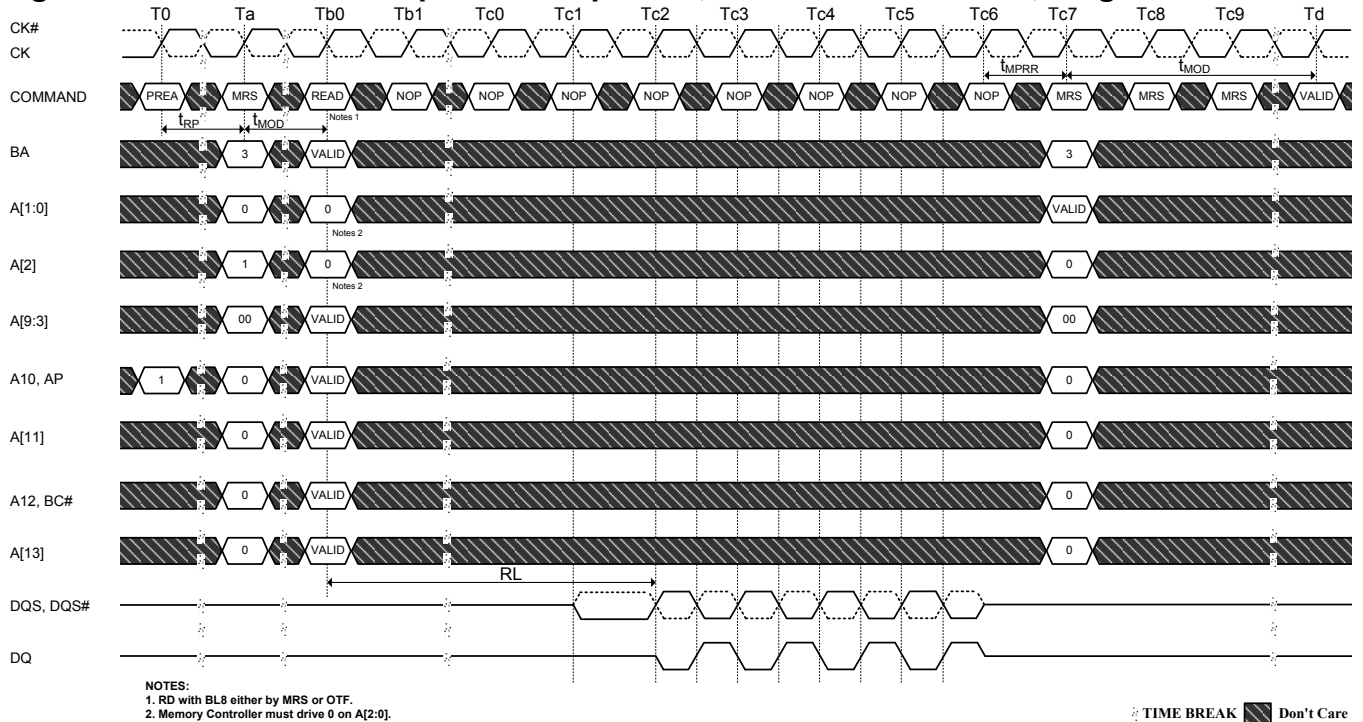 T0 Ta Tb0 Tb1 Tc0 Tc1 Tc2 Tc3 Tc4 Tc5 Tc6 Tc7 Tc8 Tc9 Td
CK#
CK
tMPRR tMOD
COMMAND PREA MRS READ NOP NOP NOP NOP NOP NOP NOP NOP MRS MRS MRS VALID
tRP tMOD Notes 1
BA 3 VALID 3
A[1:0] 0 0 VALID
Notes 2
A[2] 1 0 0
Notes 2
A[9:3] 00 VALID 00
A10, AP 1 0 VALID 0
A[11] 0 VALID 0
A12, BC# 0 VALID 0
A[13] 0 VALID 0
RL
DQS, DQS#
DQ
NOTES:
1. RD with BL8 either by MRS or OTF.
2. Memory Controller must drive 0 on A[2:0].
TIME BREAK Don't Care